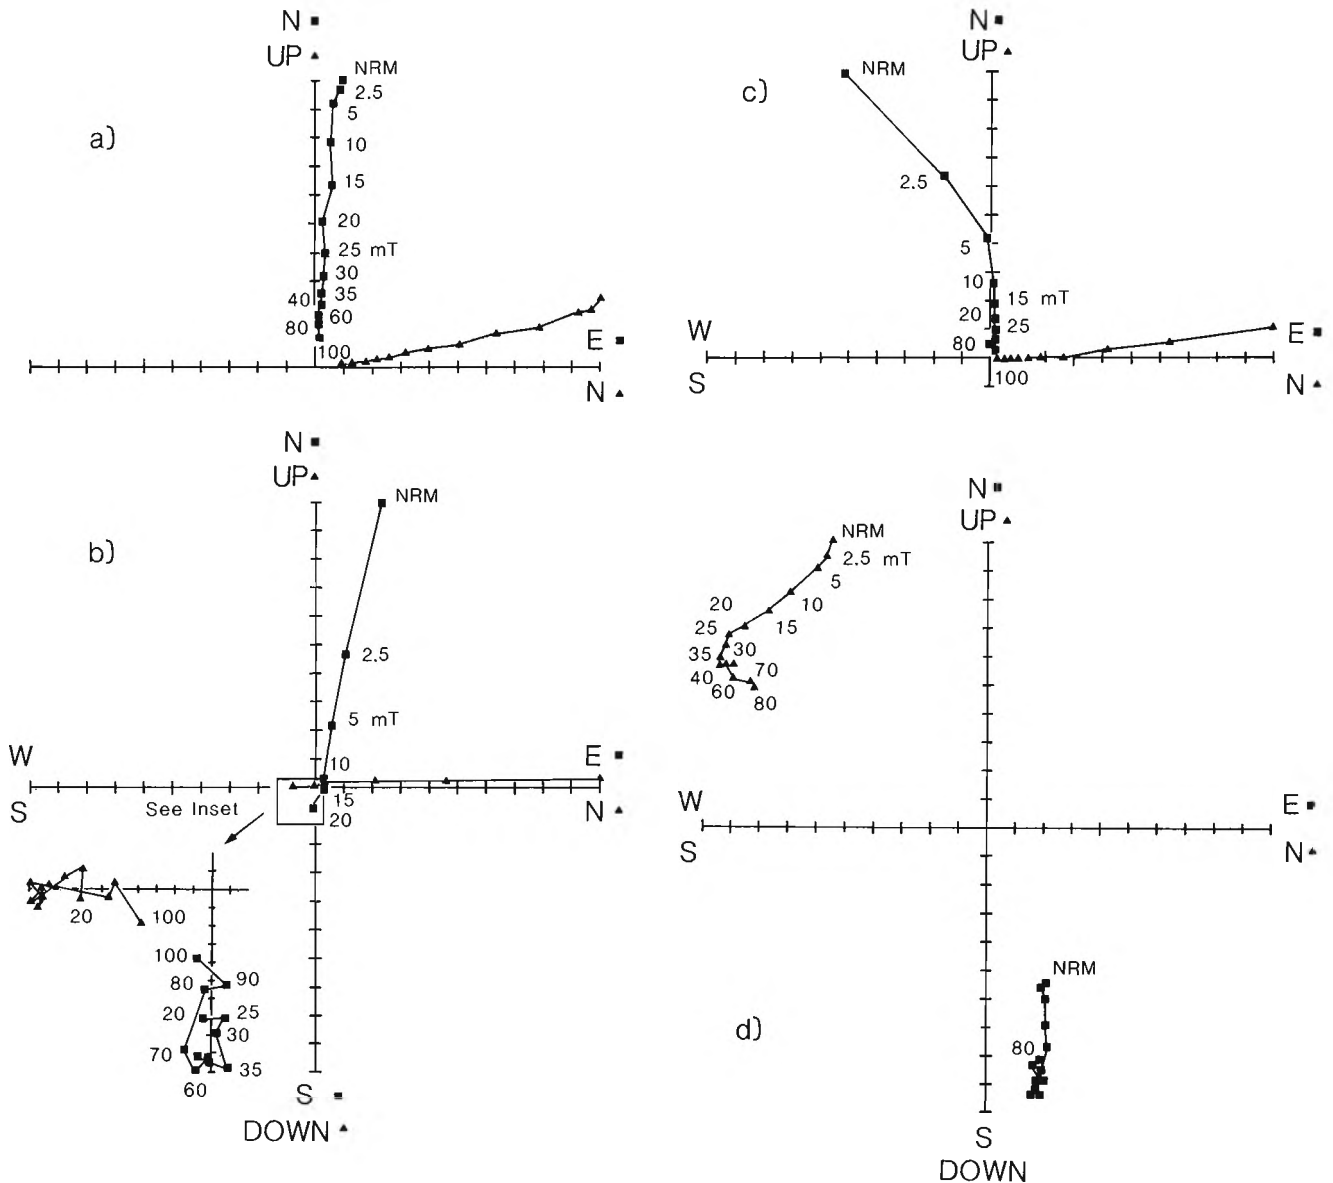 a)
N ■
UP ▲
NRM
2.5
5
10
15
20
25 mT
30
40 35
60
80
100
E ■
N ▲
c)
N ■
UP ▲
NRM
2.5
5
10
15 mT
20
25
80
100
W
S
E ■
N ▲
b)
N ■
UP ▲
NRM
2.5
5 mT
10
15
20
W
S
E ■
N ▲
See Inset
20
100
100
90
80
20
25
30
70
35
60
S ■
DOWN ▲
d)
N ■
UP ▲
NRM
2.5 mT
5
10
15
20
25
30
35
40
70
60
80
W
S
E ■
N ▲
NRM
80
S
DOWN